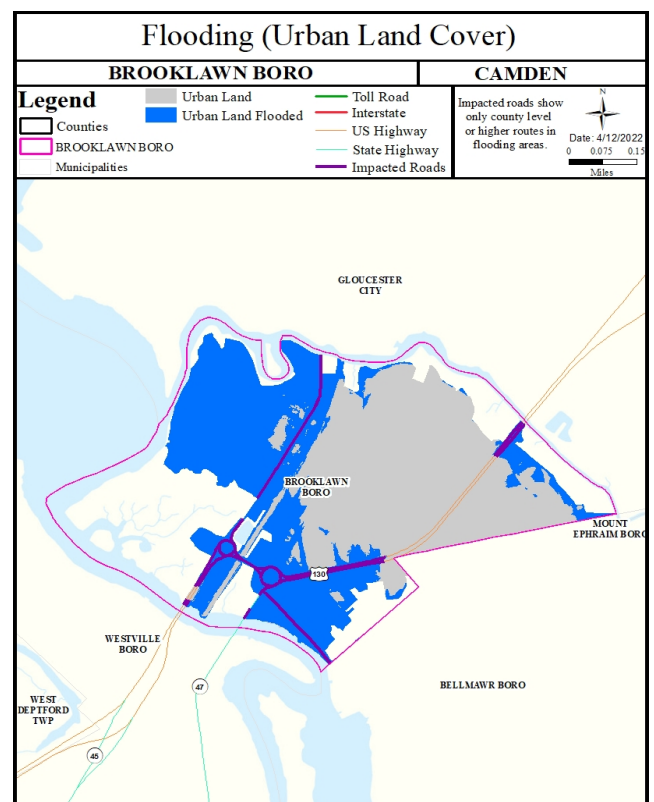 Flooding (Urban Land Cover)
BROOKLAWN BORO
CAMDEN
Legend
Counties
BROOKLAWN BORO
Municipalities
Urban Land
Urban Land Flooded
Toll Road
Interstate
US Highway
State Highway
Impacted Roads
Impacted roads show
only county level
or higher routes in
flooding areas.
N
Date: 4/12/2022
0 0.075 0.15
Miles
GLOUCESTER
CITY
BROOKLAWN
BORO
MOUNT
EPHRAIM BORO
130
WESTVILLE
BORO
BELLMAWR BORO
47
WEST
DEPTFORD
TWP
45